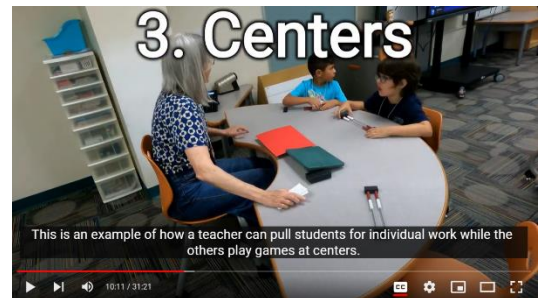 3. Centers
This is an example of how a teacher can pull students for individual work while the
others play games at centers.
10:11 / 31:21
CC